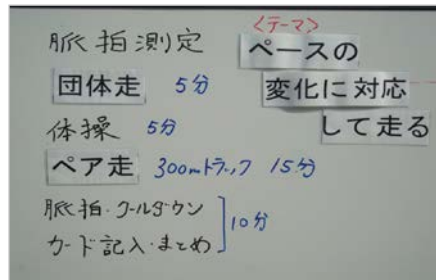 脈拍測定
団体走 5分
体操 5分
ペア走 300mトラック 15分
脈拍・クールダウン
カード記入・まとめ
10分
<テーマ>
ペースの
変化に対応
して走る